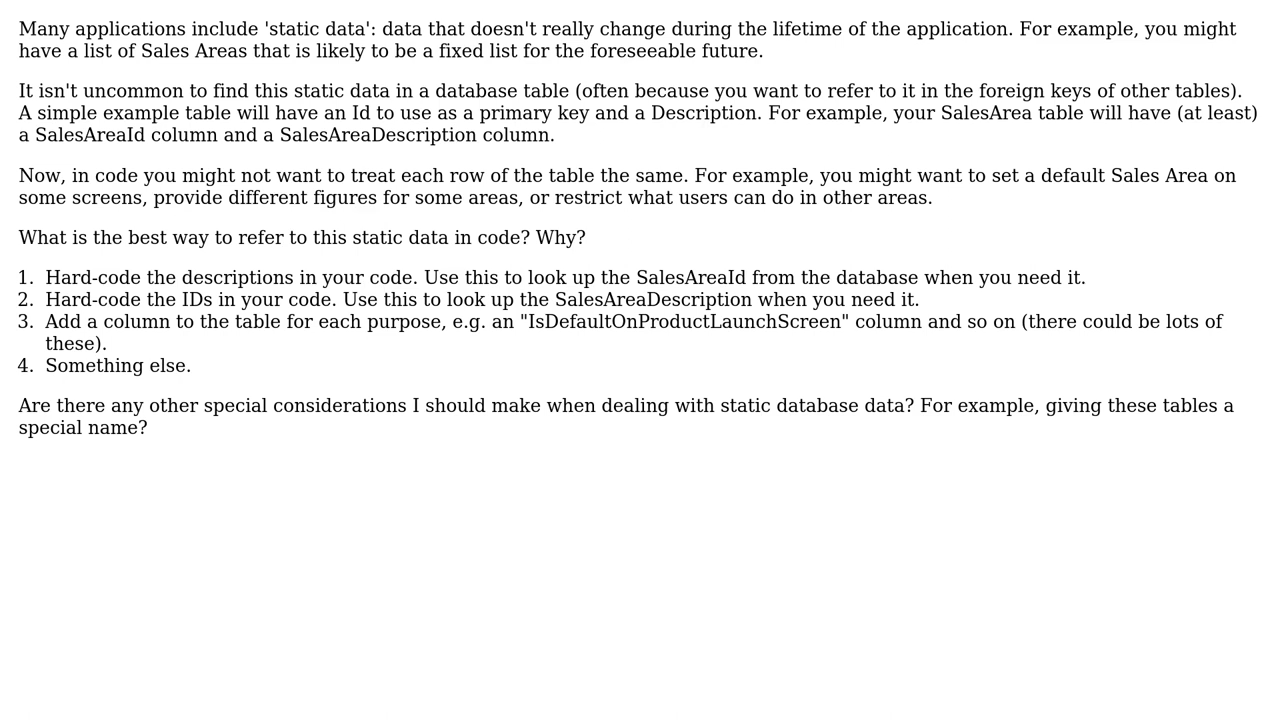 Many applications include 'static data': data that doesn't really change during the lifetime of the application. For example, you might
have a list of Sales Areas that is likely to be a fixed list for the foreseeable future.
It isn't uncommon to find this static data in a database table (often because you want to refer to it in the foreign keys of other tables).
A simple example table will have an Id to use as a primary key and a Description. For example, your SalesArea table will have (at least)
a SalesAreaId column and a SalesAreaDescription column.
Now, in code you might not want to treat each row of the table the same. For example, you might want to set a default Sales Area on
some screens, provide different figures for some areas, or restrict what users can do in other areas.
What is the best way to refer to this static data in code? Why?
1. Hard-code the descriptions in your code. Use this to look up the SalesAreaId from the database when you need it.
2. Hard-code the IDs in your code. Use this to look up the SalesAreaDescription when you need it.
3. Add a column to the table for each purpose, e.g. an "IsDefaultOnProductLaunchScreen" column and so on (there could be lots of
these).
4. Something else.
Are there any other special considerations I should make when dealing with static database data? For example, giving these tables a
special name?